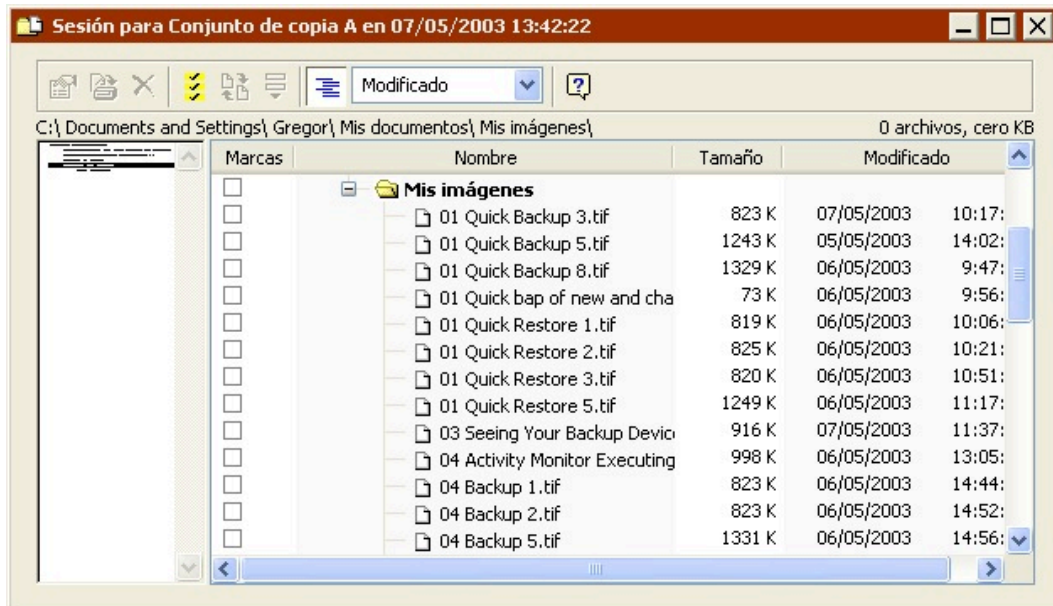 Sesión para Conjunto de copia A en 07/05/2003 13:42:22
Modificado
C:\ Documents and Settings\ Gregor\ Mis documentos\ Mis imágenes\ 0 archivos, cero KB
Marcas Nombre Tamaño Modificado
Mis imágenes
01 Quick Backup 3.tif 823 K 07/05/2003 10:17:
01 Quick Backup 5.tif 1243 K 05/05/2003 14:02:
01 Quick Backup 8.tif 1329 K 06/05/2003 9:47:
01 Quick bap of new and cha 73 K 06/05/2003 9:56:
01 Quick Restore 1.tif 819 K 06/05/2003 10:06:
01 Quick Restore 2.tif 825 K 06/05/2003 10:21:
01 Quick Restore 3.tif 820 K 06/05/2003 10:51:
01 Quick Restore 5.tif 1249 K 06/05/2003 11:17:
03 Seeing Your Backup Devic 916 K 07/05/2003 11:37:
04 Activity Monitor Executing 998 K 06/05/2003 13:05:
04 Backup 1.tif 823 K 06/05/2003 14:44:
04 Backup 2.tif 823 K 06/05/2003 14:52:
04 Backup 5.tif 1331 K 06/05/2003 14:56: